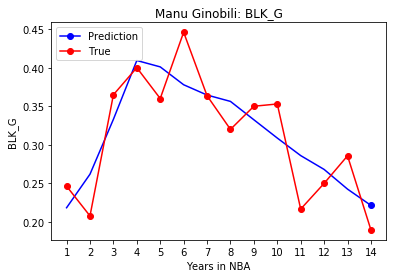 Manu Ginobili: BLK_G
Prediction
True
BLK_G
0.45
0.40
0.35
0.30
0.25
0.20
1 2 3 4 5 6 7 8 9 10 11 12 13 14
Years in NBA